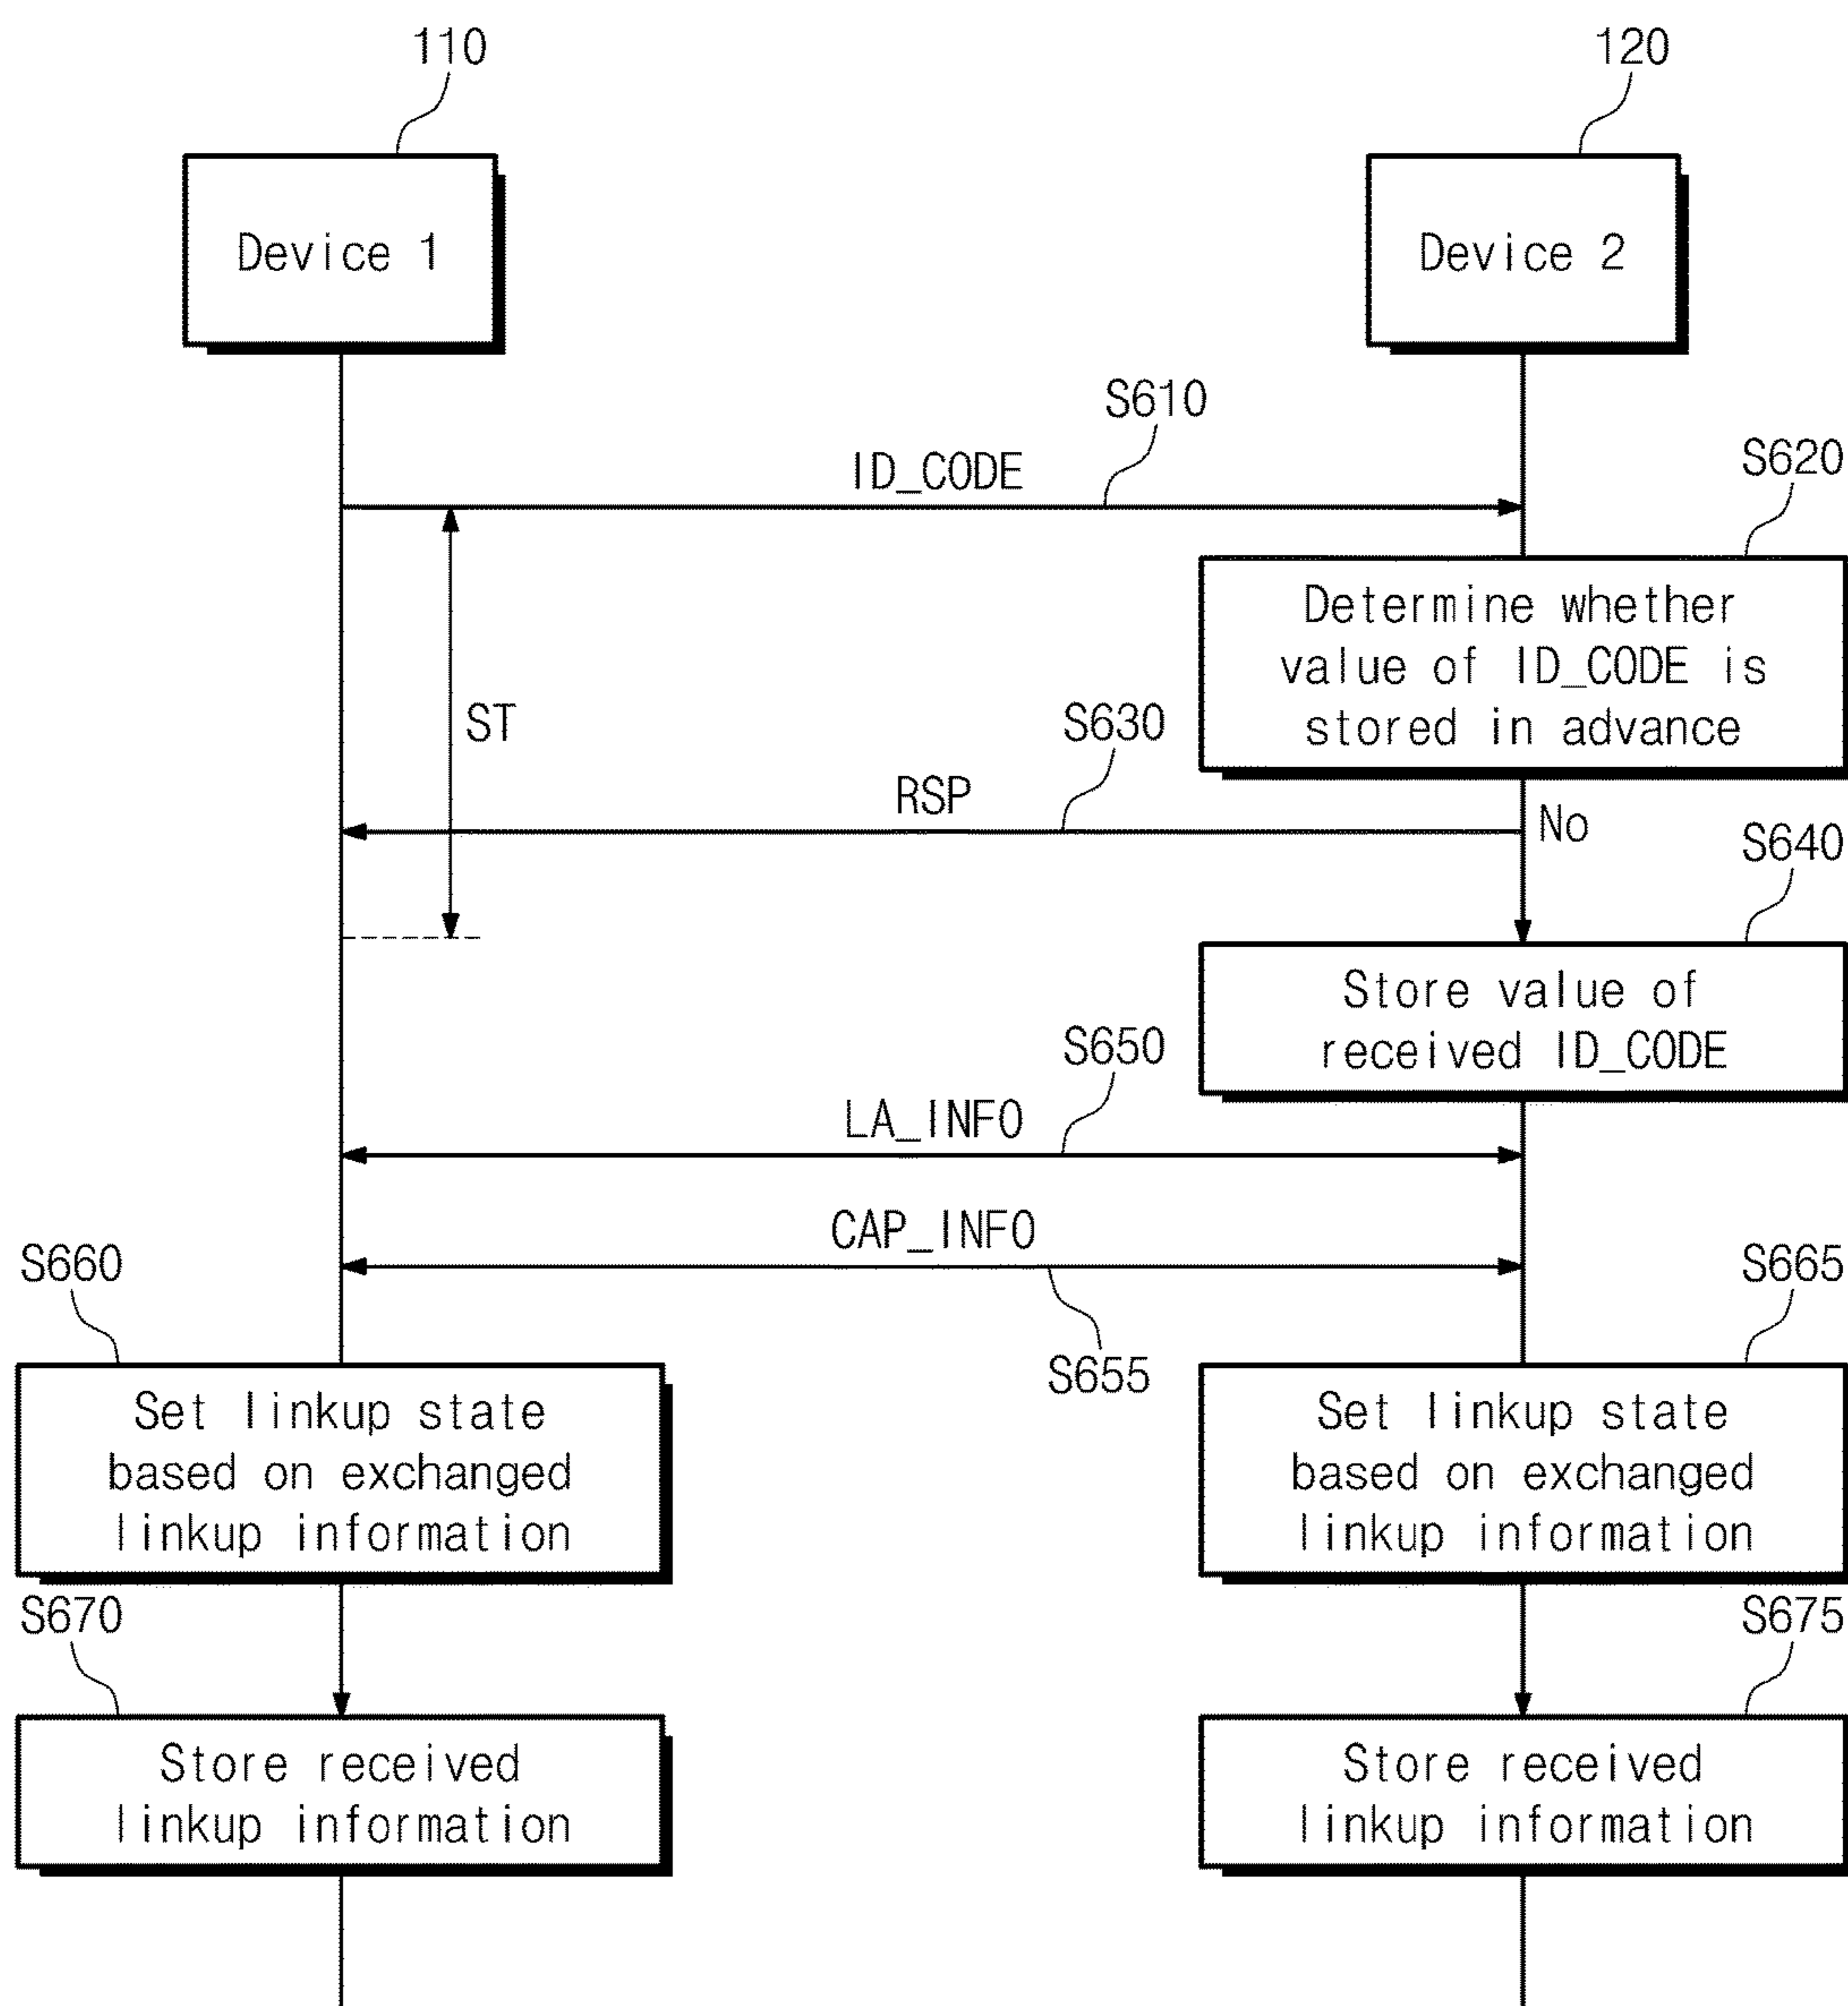 110
120
Device 1
Device 2
S610
ID_CODE
S620
Determine whether
value of ID_CODE is
stored in advance
ST
S630
RSP
No
S640
Store value of
received ID_CODE
S650
LA_INFO
CAP_INFO
S655
S660
S665
Set linkup state
based on exchanged
linkup information
Set linkup state
based on exchanged
linkup information
S670
S675
Store received
linkup information
Store received
linkup information